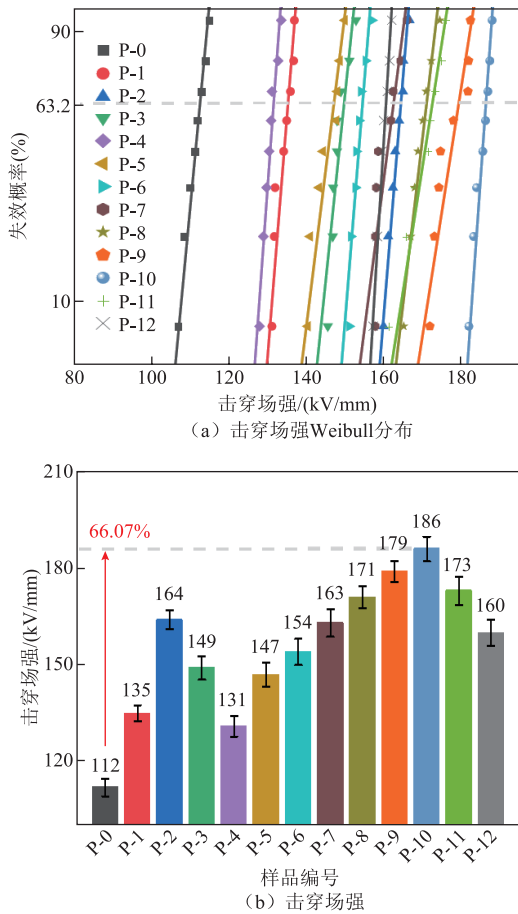 90
63.2
10
失效概率(%)
P-0
P-1
P-2
P-3
P-4
P-5
P-6
P-7
P-8
P-9
P-10
P-11
P-12
80 100 120 140 160 180
击穿场强/(kV/mm)
（a）击穿场强Weibull分布
210
180
150
120
击穿场强/(kV/mm)
66.07%
112
135
164
149
131
147
154
163
171
179
186
173
160
P-0 P-1 P-2 P-3 P-4 P-5 P-6 P-7 P-8 P-9 P-10 P-11 P-12
样品编号
（b）击穿场强